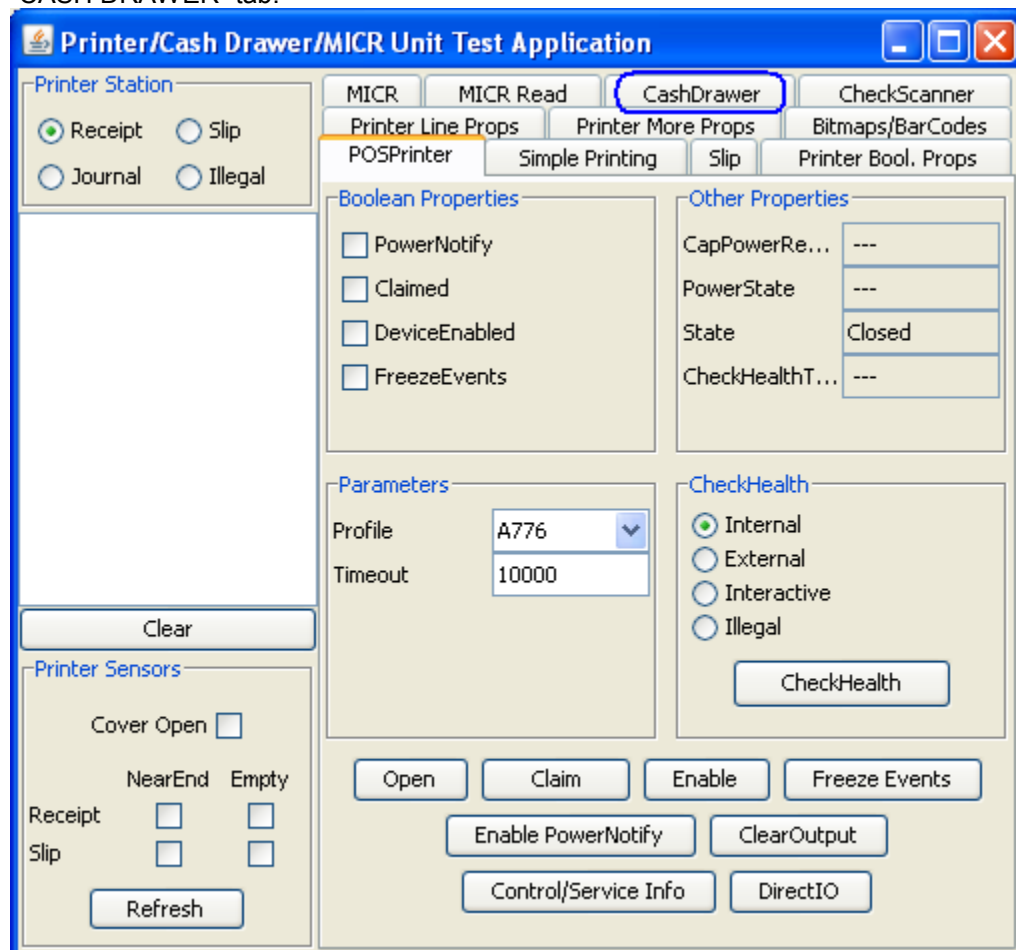 "CASH DRAWER" tab.
Printer/Cash Drawer/MICR Unit Test Application
Printer Station
Receipt
Slip
Journal
Illegal
MICR
MICR Read
CashDrawer
CheckScanner
Printer Line Props
Printer More Props
Bitmaps/BarCodes
POSPrinter
Simple Printing
Slip
Printer Bool. Props
Boolean Properties
PowerNotify
Claimed
DeviceEnabled
FreezeEvents
Other Properties
CapPowerRe... ---
PowerState ---
State Closed
CheckHealthT... ---
Parameters
Profile A776
Timeout 10000
CheckHealth
Internal
External
Interactive
Illegal
CheckHealth
Clear
Printer Sensors
Cover Open
NearEnd Empty
Receipt
Slip
Refresh
Open
Claim
Enable
Freeze Events
Enable PowerNotify
ClearOutput
Control/Service Info
DirectIO